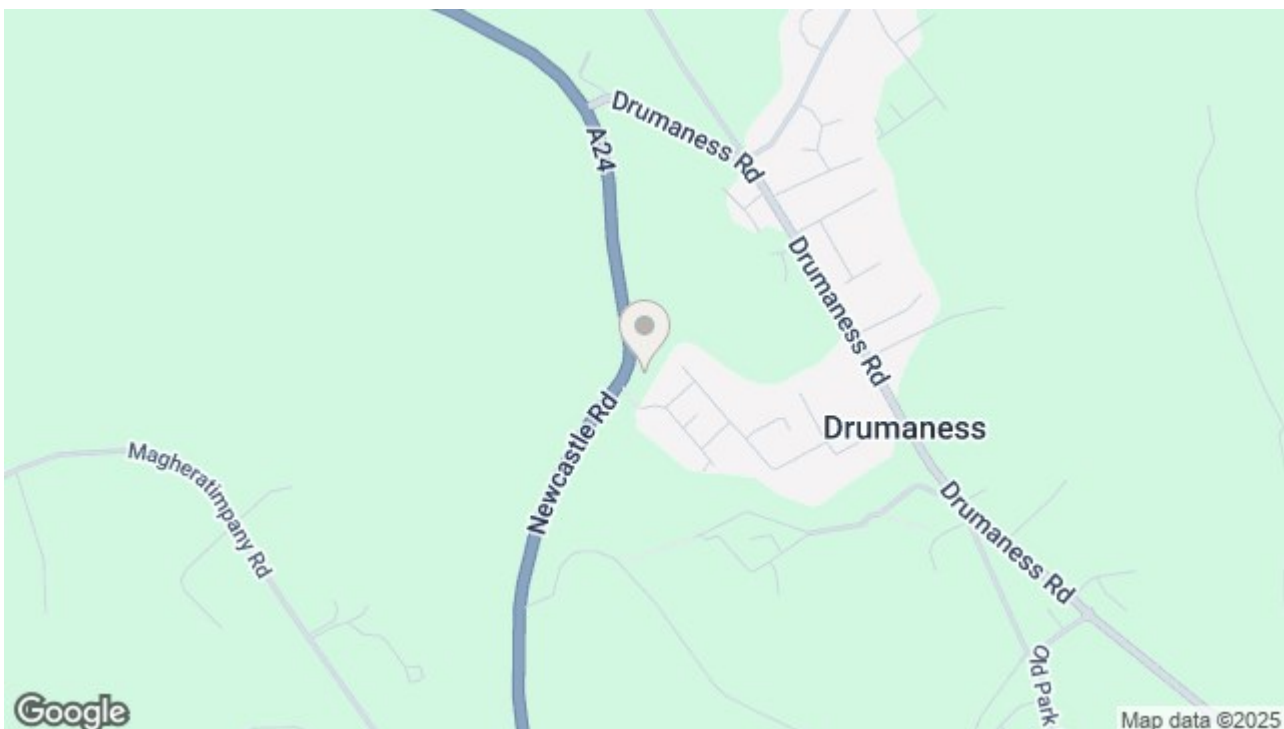 Drumaness Rd
A24
Drumaness Rd
Newcastle Rd
Drumaness
Magheratimpany Rd
Drumaness Rd
Old Park
Google
Map data ©2025